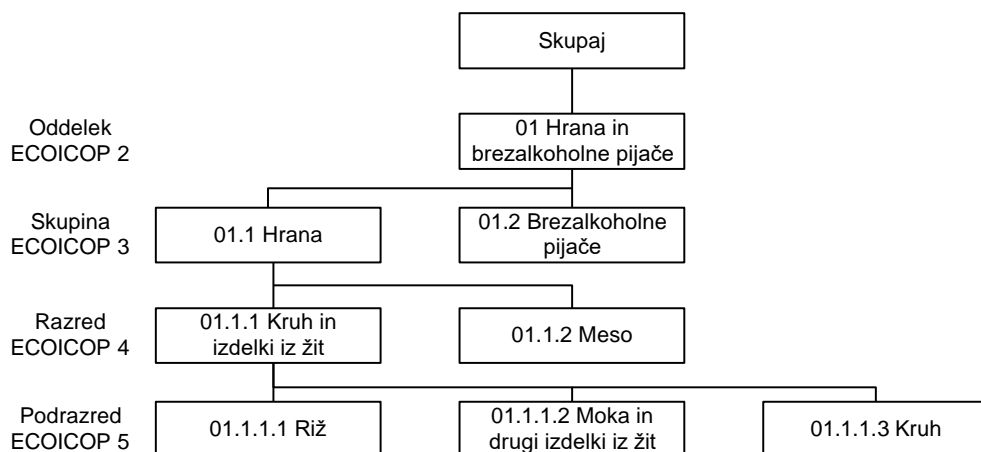 Skupaj
Oddelek
ECOICOP 2
01 Hrana in
brezalkoholne pijače
Skupina
ECOICOP 3
01.1 Hrana
01.2 Brezalkoholne
pijače
Razred
ECOICOP 4
01.1.1 Kruh in
izdelki iz žit
01.1.2 Meso
Podrazred
ECOICOP 5
01.1.1.1 Riž
01.1.1.2 Moka in
drugi izdelki iz žit
01.1.1.3 Kruh